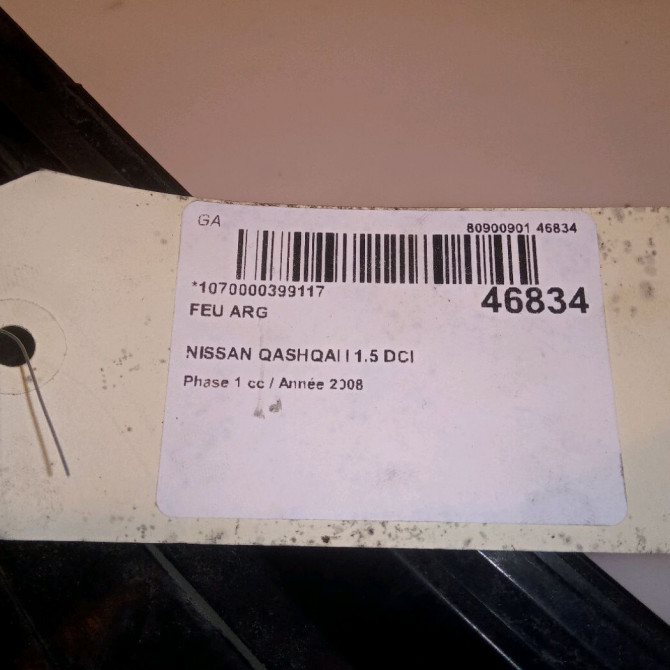 GA
80900901 46834
*1070000399117
46834
FEU ARG
NISSAN QASHQAI I 1.5 DCI
Phase 1 cc / Année 2008